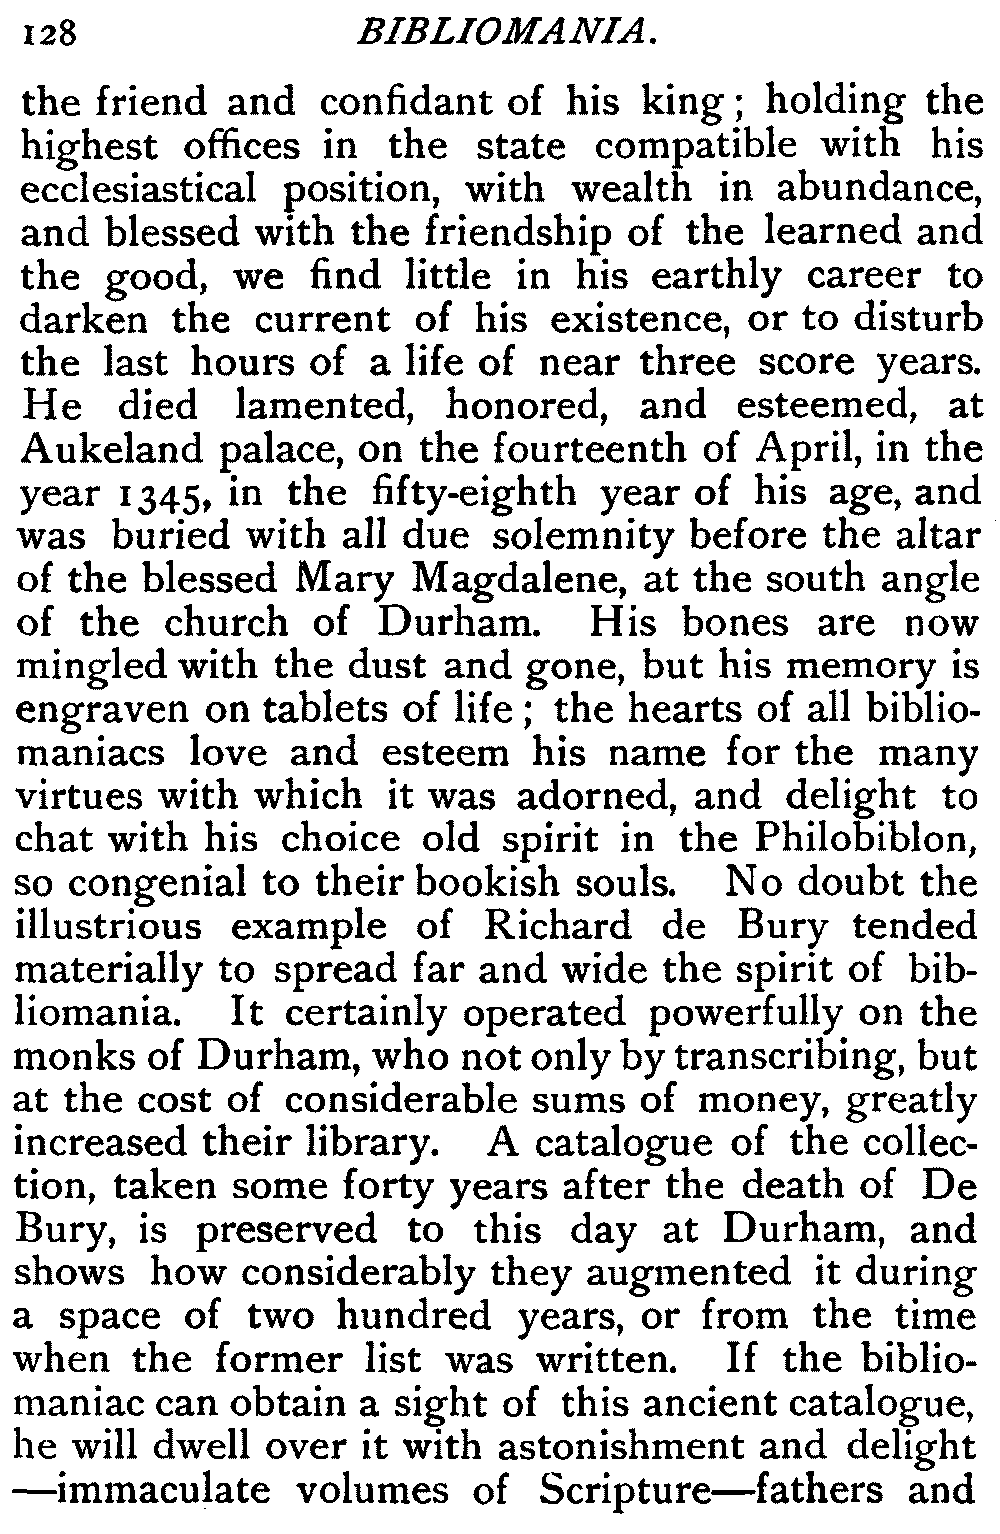 128 BIBLIOMANIA.
the friend and confidant of his king; holding the
highest offices in the state compatible with his
ecclesiastical position, with wealth in abundance,
and blessed with the friendship of the learned and
the good, we find little in his earthly career to
darken the current of his existence, or to disturb
the last hours of a life of near three score years.
He died lamented, honored, and esteemed, at
Aukeland palace, on the fourteenth of April, in the
year 1345, in the fifty-eighth year of his age, and
was buried with all due solemnity before the altar
of the blessed Mary Magdalene, at the south angle
of the church of Durham. His bones are now
mingled with the dust and gone, but his memory is
engraven on tablets of life; the hearts of all biblio-
maniacs love and esteem his name for the many
virtues with which it was adorned, and delight to
chat with his choice old spirit in the Philobiblon,
so congenial to their bookish souls. No doubt the
illustrious example of Richard de Bury tended
materially to spread far and wide the spirit of bib-
liomania. It certainly operated powerfully on the
monks of Durham, who not only by transcribing, but
at the cost of considerable sums of money, greatly
increased their library. A catalogue of the collec-
tion, taken some forty years after the death of De
Bury, is preserved to this day at Durham, and
shows how considerably they augmented it during
a space of two hundred years, or from the time
when the former list was written. If the biblio-
maniac can obtain a sight of this ancient catalogue,
he will dwell over it with astonishment and delight
—immaculate volumes of Scripture—fathers and